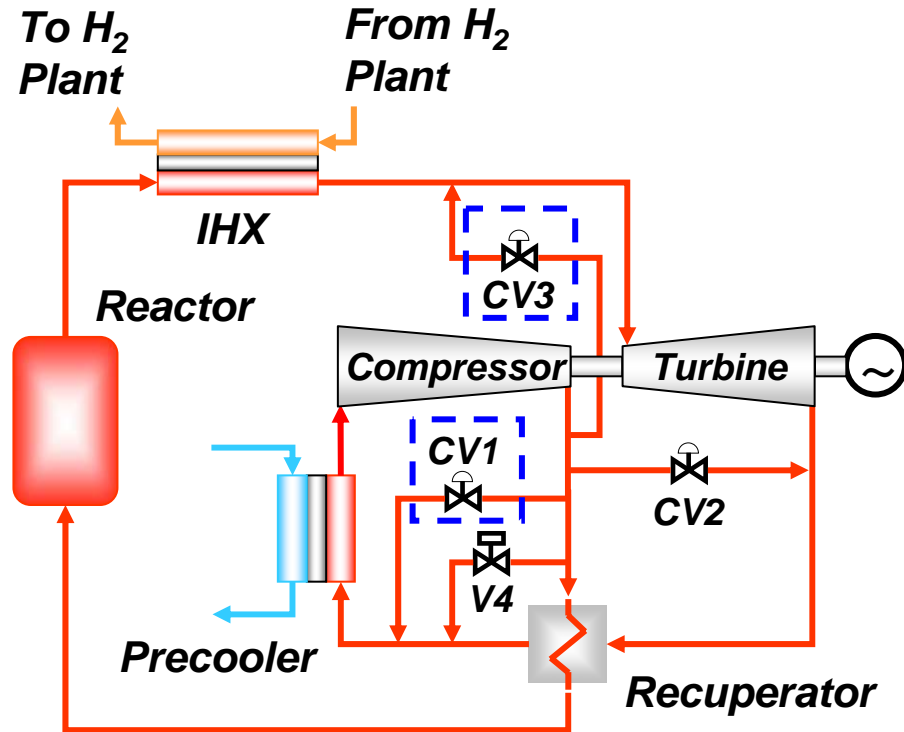 To H₂
Plant
From H₂
Plant
IHX
CV3
Reactor
Compressor
Turbine
~
CV1
CV2
V4
Precooler
Recuperator